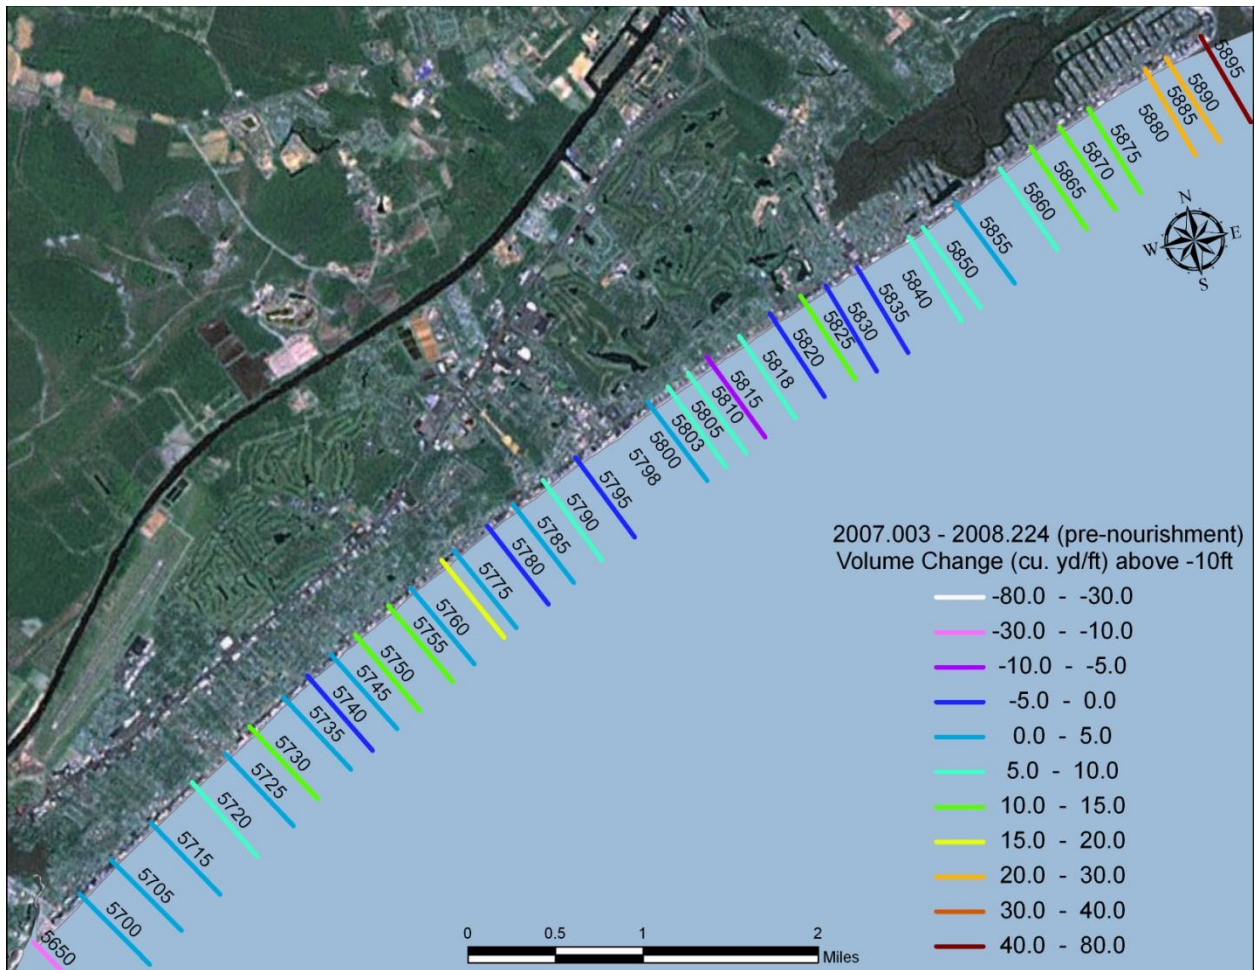 5895
5890
5885
5880
5875
5870
5865
5860
5855
5850
5840
5835
5830
5825
5820
5818
5815
5810
5805
5803
5800
5798
5795
5790
5785
5780
5775
5760
5755
5750
5745
5740
5735
5730
5725
5720
5715
5705
5700
5650
N
W E
S
2007.003 - 2008.224 (pre-nourishment)
Volume Change (cu. yd/ft) above -10ft
-80.0 - -30.0
-30.0 - -10.0
-10.0 - -5.0
-5.0 - 0.0
0.0 - 5.0
5.0 - 10.0
10.0 - 15.0
15.0 - 20.0
20.0 - 30.0
30.0 - 40.0
40.0 - 80.0
0 0.5 1 2
Miles